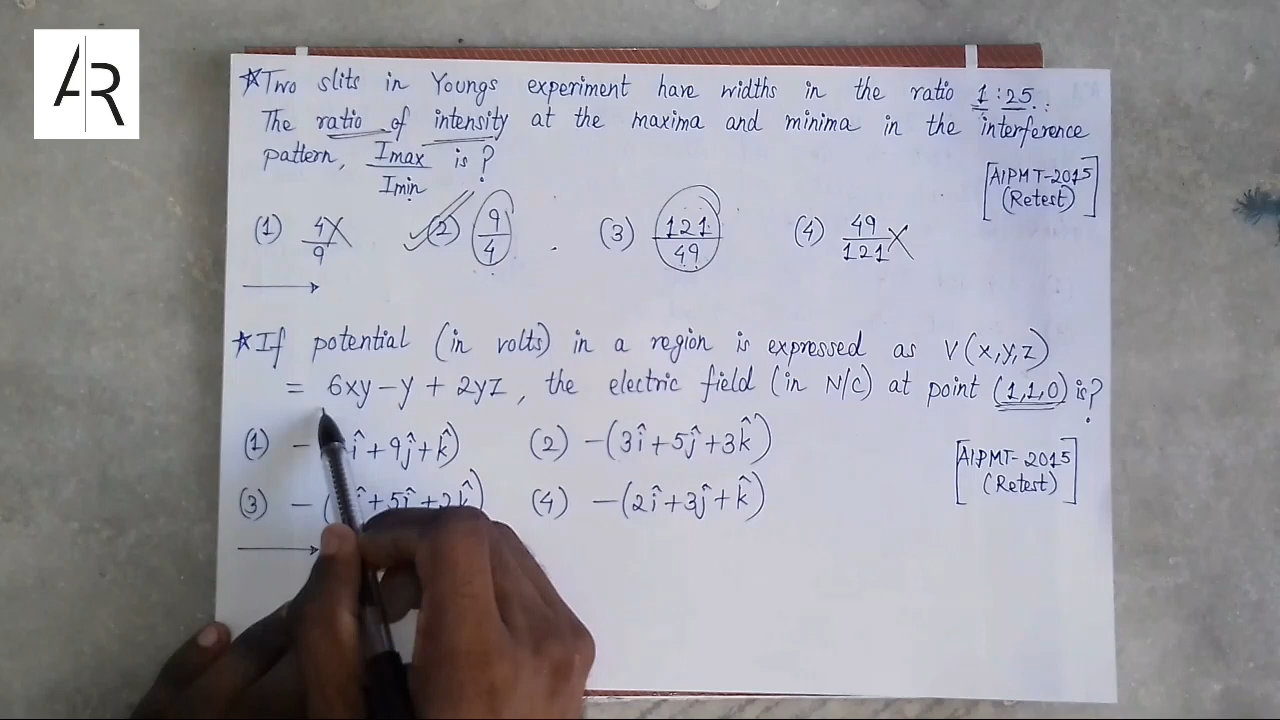 AR
*Two slits in Youngs experiment have widths in the ratio 1:25.
The ratio of intensity at the maxima and minima in the interference
pattern, Imax/Imin is?
[AIPMT-2015
(Retest)]
(1) 4/9 (2) 9/4 (3) 121/49 (4) 49/121
*If potential (in volts) in a region is expressed as V(x,y,z)
= 6xy-y+2yz, the electric field (in N/C) at point (1,1,0) is?
(1) -î+9ĵ+k̂) (2) -(3î+5ĵ+3k̂)
[AIPMT-2015
(Retest)]
(3) -(î+5ĵ+2k̂) (4) -(2î+3ĵ+k̂)